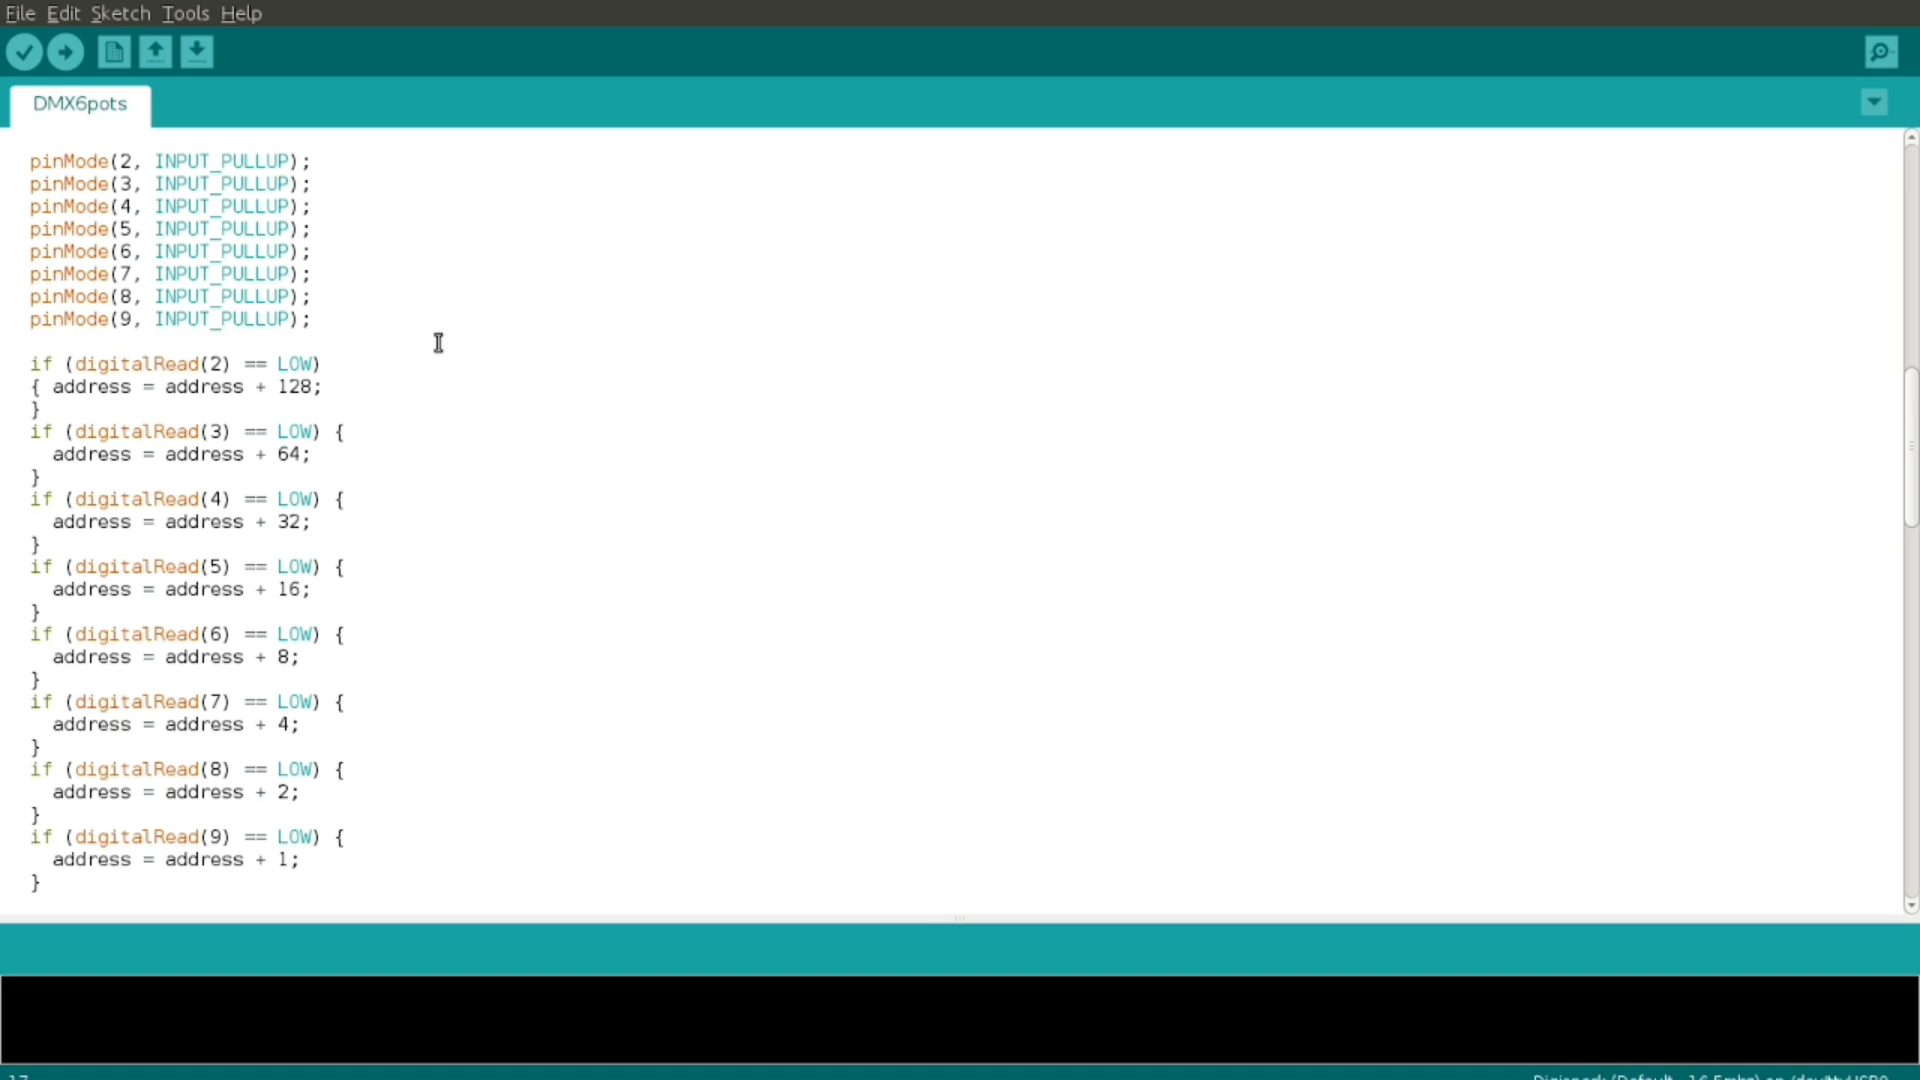 File Edit Sketch Tools Help
DMX6pots
pinMode(2, INPUT_PULLUP);
pinMode(3, INPUT_PULLUP);
pinMode(4, INPUT_PULLUP);
pinMode(5, INPUT_PULLUP);
pinMode(6, INPUT_PULLUP);
pinMode(7, INPUT_PULLUP);
pinMode(8, INPUT_PULLUP);
pinMode(9, INPUT_PULLUP);
if (digitalRead(2) == LOW)
{ address = address + 128;
}
if (digitalRead(3) == LOW) {
address = address + 64;
}
if (digitalRead(4) == LOW) {
address = address + 32;
}
if (digitalRead(5) == LOW) {
address = address + 16;
}
if (digitalRead(6) == LOW) {
address = address + 8;
}
if (digitalRead(7) == LOW) {
address = address + 4;
}
if (digitalRead(8) == LOW) {
address = address + 2;
}
if (digitalRead(9) == LOW) {
address = address + 1;
}